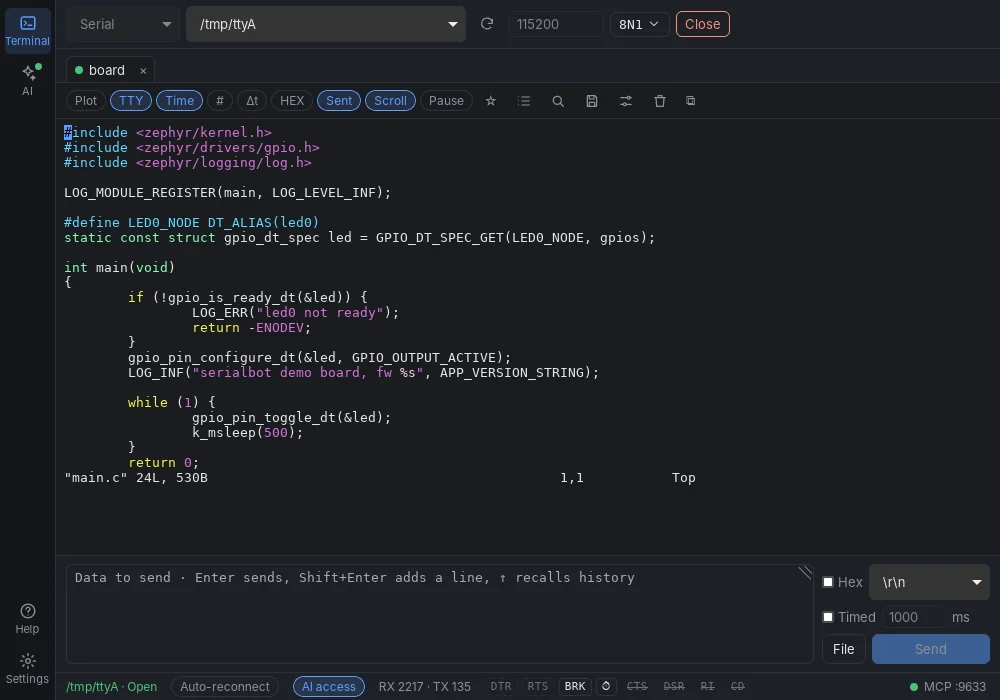 Terminal
AI
Help
Settings
Serial
/tmp/ttyA
115200
8N1
Close
board ×
Plot TTY Time # Δt HEX Sent Scroll Pause
#include <zephyr/kernel.h>
#include <zephyr/drivers/gpio.h>
#include <zephyr/logging/log.h>
LOG_MODULE_REGISTER(main, LOG_LEVEL_INF);
#define LED0_NODE DT_ALIAS(led0)
static const struct gpio_dt_spec led = GPIO_DT_SPEC_GET(LED0_NODE, gpios);
int main(void)
{
        if (!gpio_is_ready_dt(&led)) {
                LOG_ERR("led0 not ready");
                return -ENODEV;
        }
        gpio_pin_configure_dt(&led, GPIO_OUTPUT_ACTIVE);
        LOG_INF("serialbot demo board, fw %s", APP_VERSION_STRING);
        while (1) {
                gpio_pin_toggle_dt(&led);
                k_msleep(500);
        }
        return 0;
"main.c" 24L, 530B 1,1 Top
Data to send · Enter sends, Shift+Enter adds a line, ↑ recalls history
Hex \r\n
Timed 1000 ms
File Send
/tmp/ttyA · Open Auto-reconnect AI access RX 2217 · TX 135 DTR RTS BRK CTS DSR RI CD MCP :9633